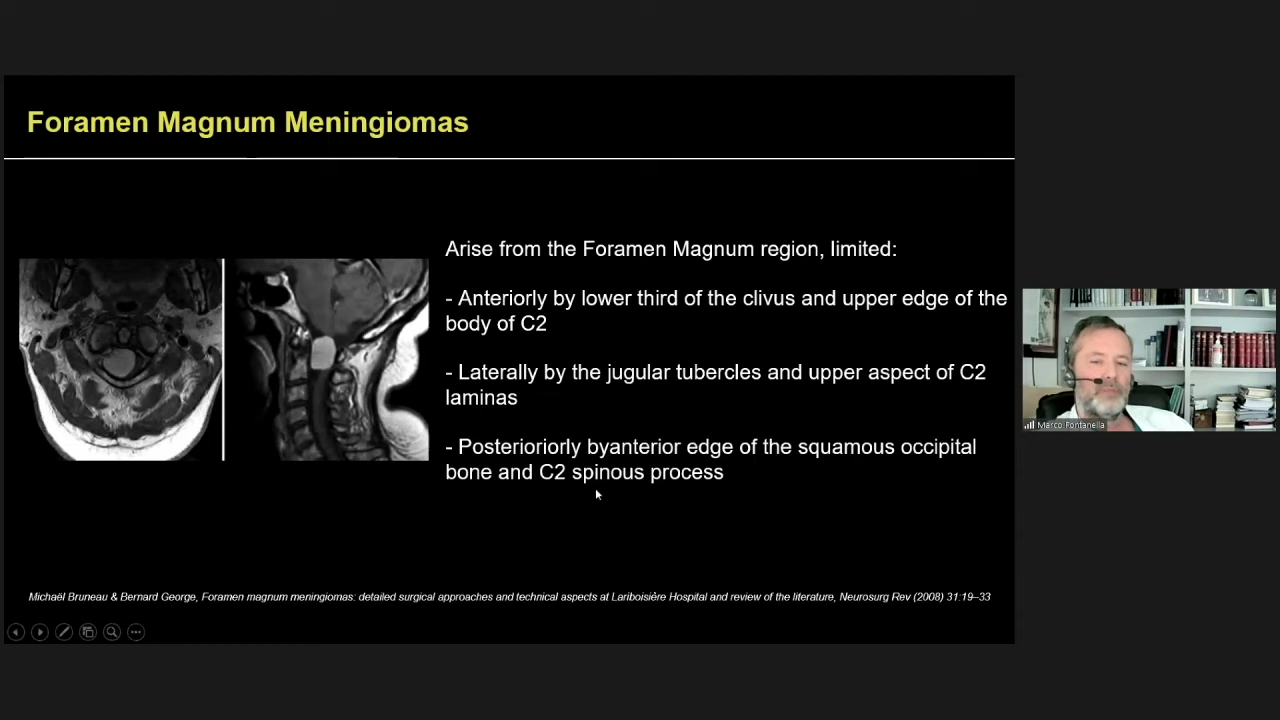 Foramen Magnum Meningiomas
Arise from the Foramen Magnum region, limited:
- Anteriorly by lower third of the clivus and upper edge of the
body of C2
- Laterally by the jugular tubercles and upper aspect of C2
laminas
- Posterioriorly byanterior edge of the squamous occipital
bone and C2 spinous process
Michaël Bruneau & Bernard George, Foramen magnum meningiomas: detailed surgical approaches and technical aspects at Lariboisière Hospital and review of the literature, Neurosurg Rev (2008) 31:19–33
Marco Fontanella